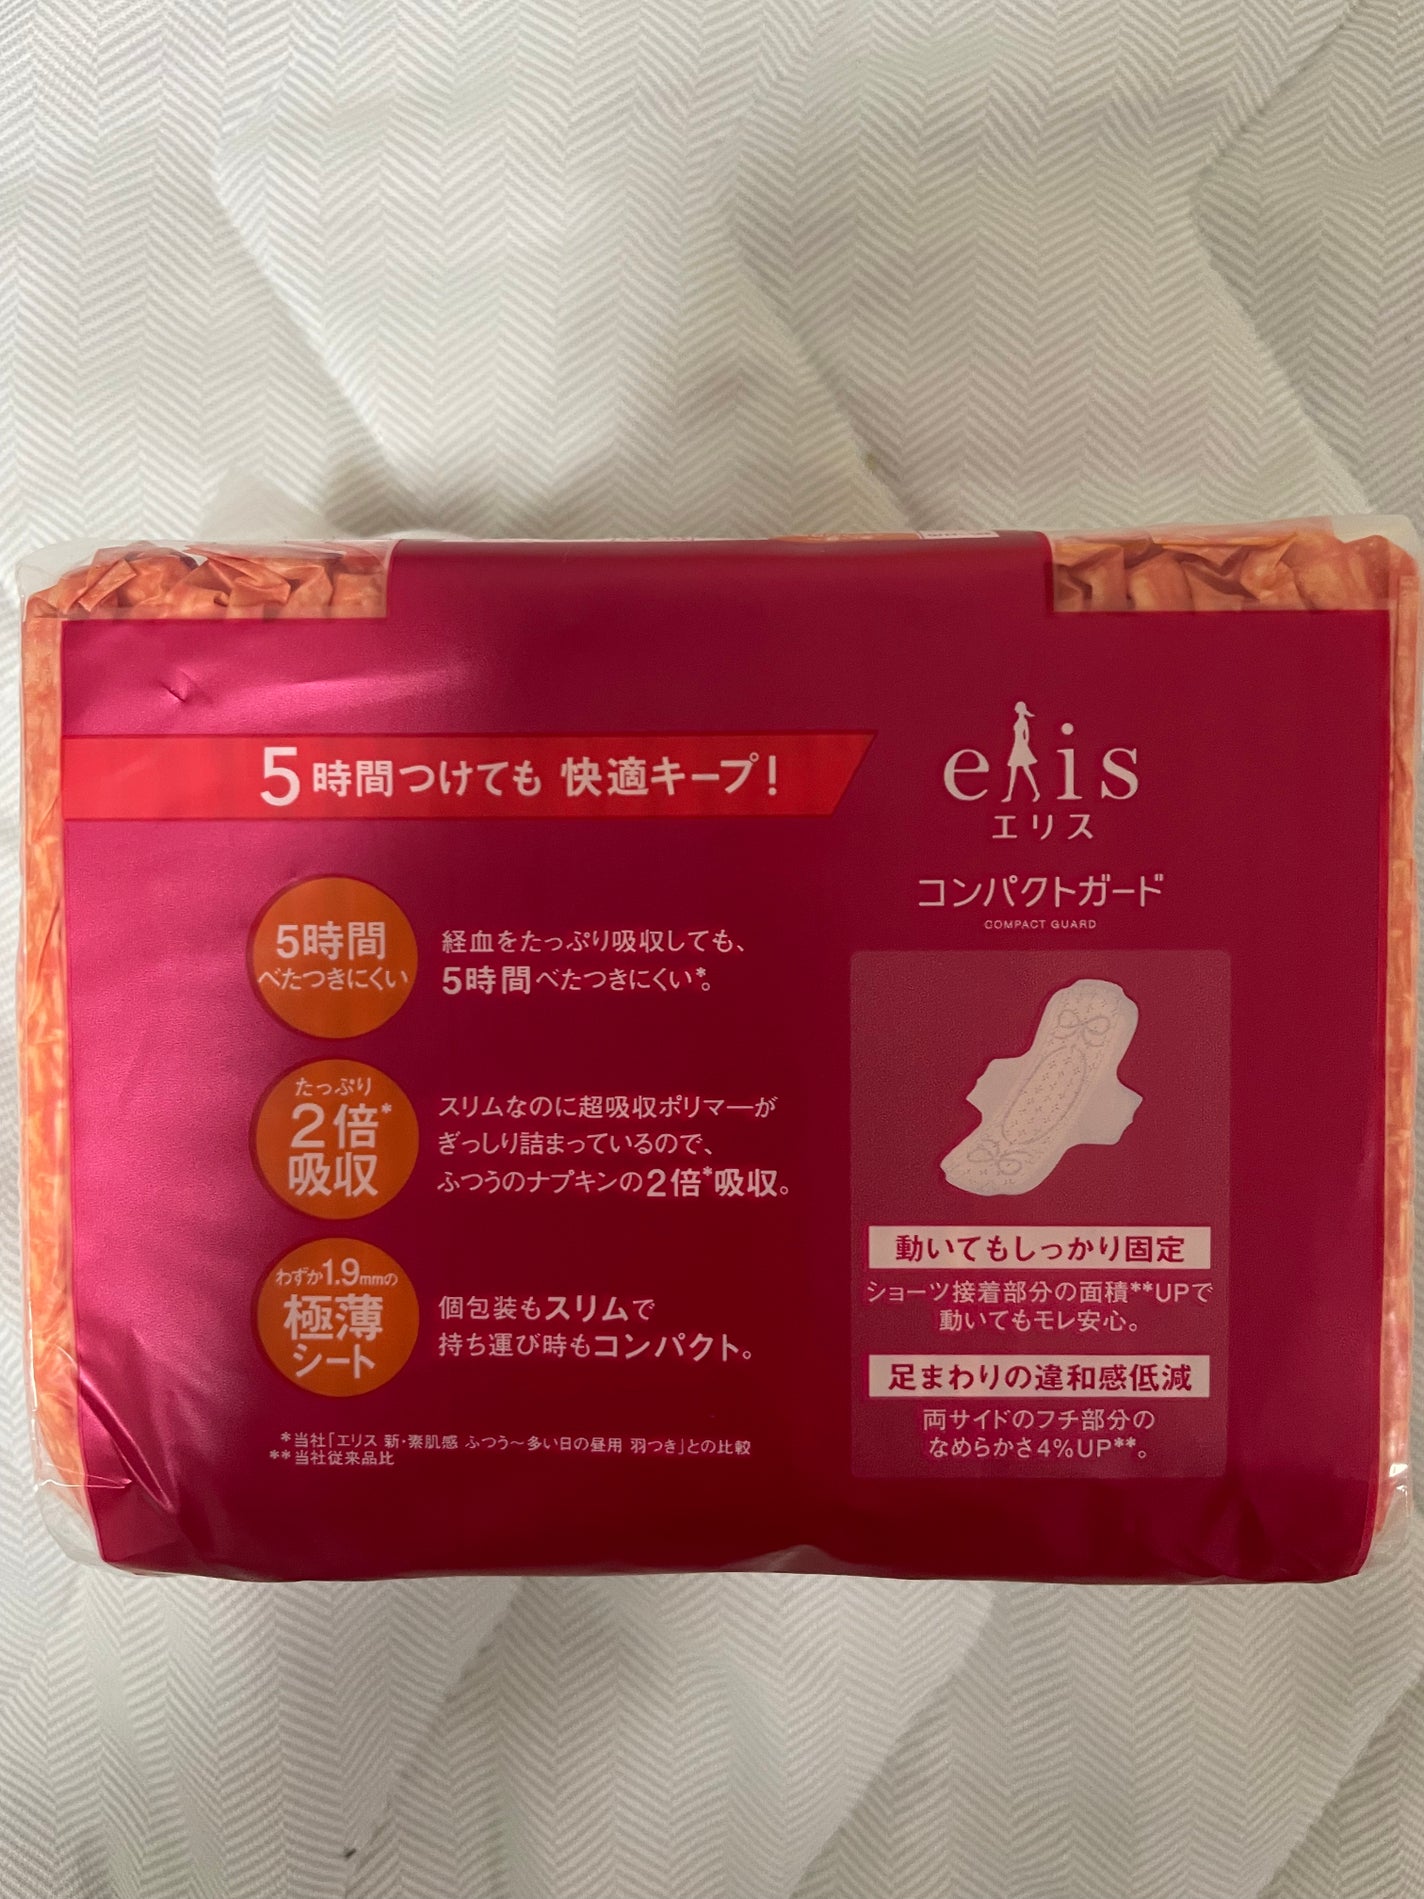 5時間つけても 快適キープ!
elis
エリス
コンパクトガード
COMPACT GUARD
5時間
べたつきにくい
経血をたっぷり吸収しても、
5時間べたつきにくい*。
たっぷり
2倍*
吸収
スリムなのに超吸収ポリマーが
ぎっしり詰まっているので、
ふつうのナプキンの2倍*吸収。
わずか1.9mmの
極薄
シート
個包装もスリムで
持ち運び時もコンパクト。
*当社「エリス 新・素肌感 ふつう〜多い日の昼用 羽つき」との比較
**当社従来品比
動いてもしっかり固定
ショーツ接着部分の面積**UPで
動いてもモレ安心。
足まわりの違和感低減
両サイドのフチ部分の
なめらかさ4%UP**。